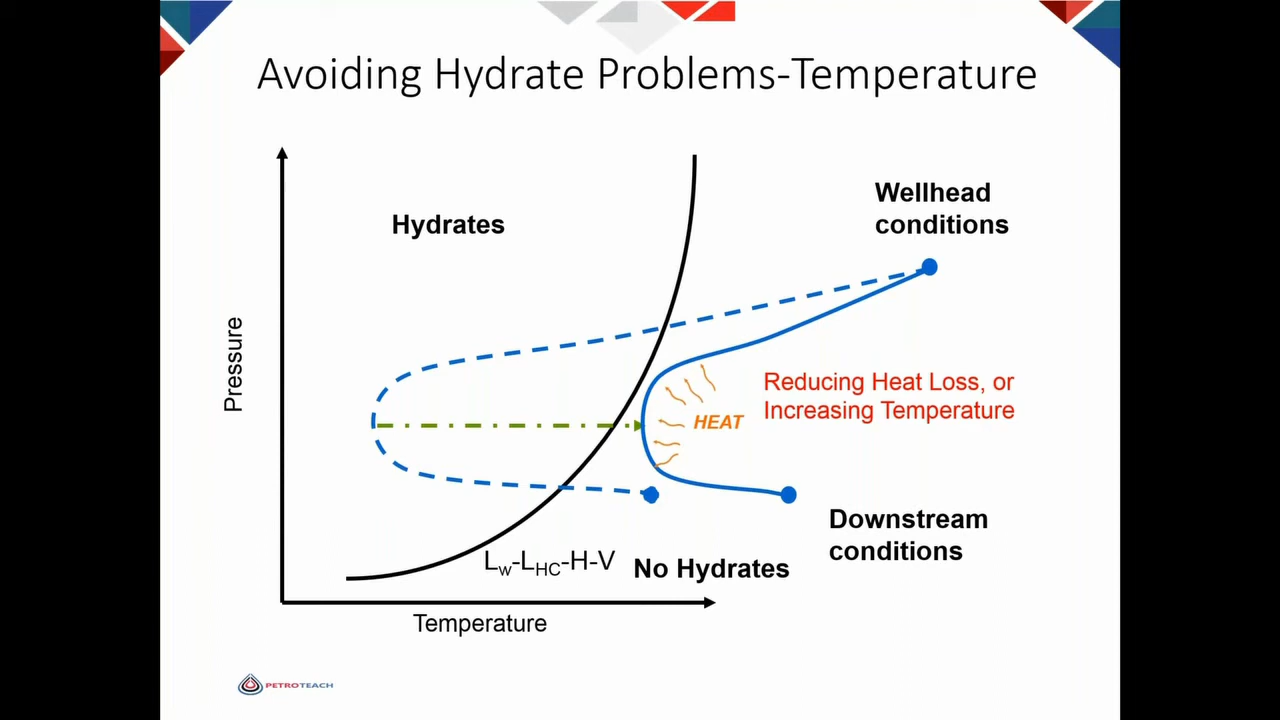 Avoiding Hydrate Problems-Temperature
Wellhead
conditions
Hydrates
Pressure
Reducing Heat Loss, or
Increasing Temperature
HEAT
Downstream
conditions
Lw-LHC-H-V
No Hydrates
Temperature
PETROTEACH